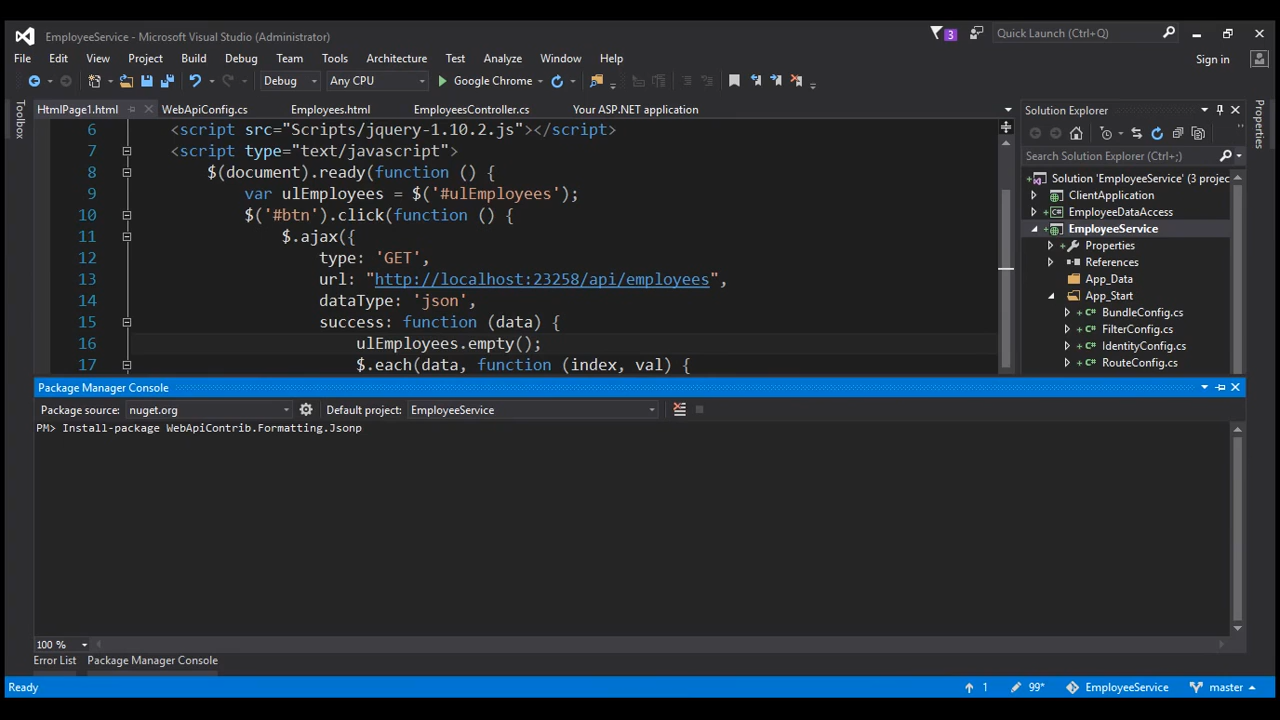 EmployeeService - Microsoft Visual Studio (Administrator)
3
Quick Launch (Ctrl+Q)
File Edit View Project Build Debug Team Tools Test Architecture Analyze Window Help
Sign in
Debug Any CPU Google Chrome
Toolbox
HtmlPage1.html WebApiConfig.cs Employees.html EmployeesController.cs Your ASP.NET application
6 <script src="Scripts/jquery-1.10.2.js"></script>
7 <script type="text/javascript">
8 $(document).ready(function () {
9 var ulEmployees = $('#ulEmployees');
10 $('#btn').click(function () {
11 $.ajax({
12 type: 'GET',
13 url: "http://localhost:23258/api/employees",
14 dataType: 'json',
15 success: function (data) {
16 ulEmployees.empty();
17 $.each(data, function (index, val) {
Solution Explorer
Search Solution Explorer (Ctrl+;)
Solution 'EmployeeService' (3 projec
ClientApplication
EmployeeDataAccess
EmployeeService
Properties
References
App_Data
App_Start
BundleConfig.cs
FilterConfig.cs
IdentityConfig.cs
RouteConfig.cs
Properties
Package Manager Console
Package source: nuget.org Default project: EmployeeService
PM> Install-package WebApiContrib.Formatting.Jsonp
100 %
Error List Package Manager Console
Ready 1 99* EmployeeService master